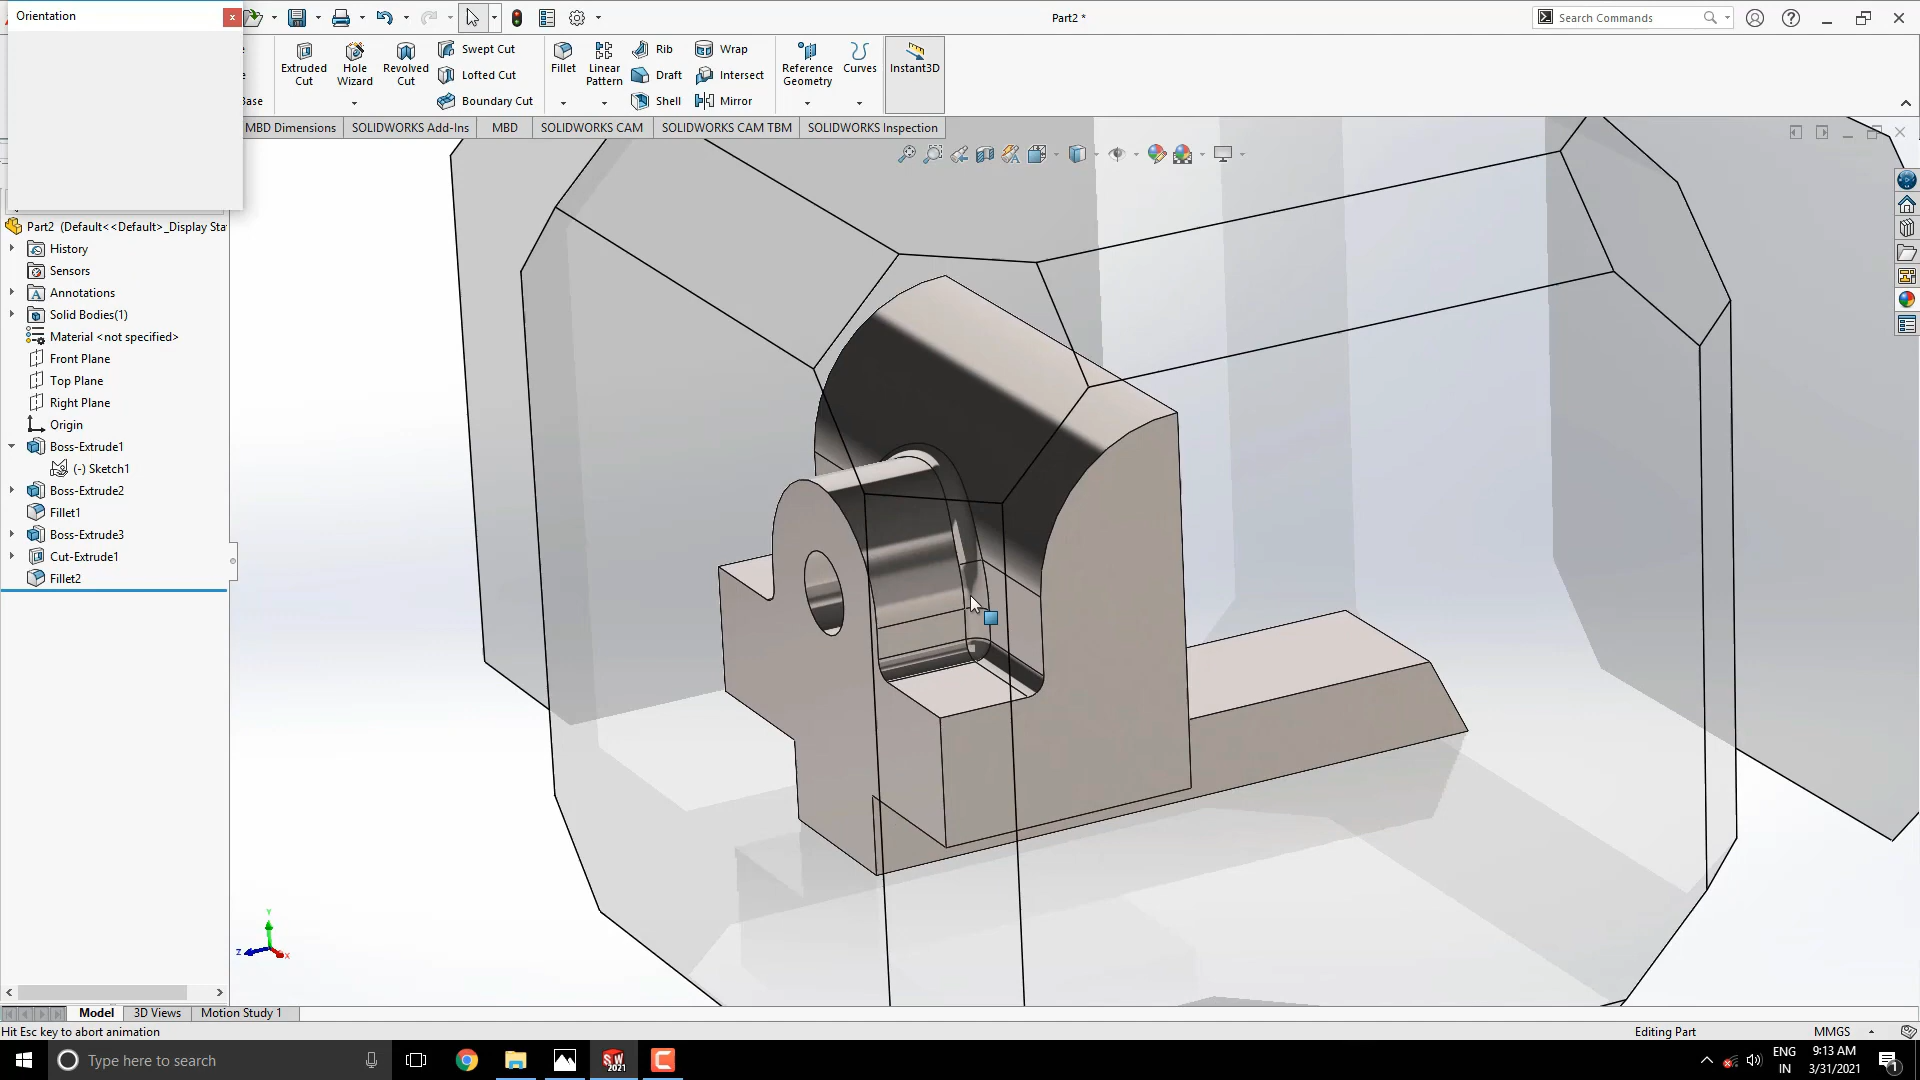 Orientation
Part2 *
Search Commands
Extruded Cut
Hole Wizard
Revolved Cut
Swept Cut
Lofted Cut
Boundary Cut
Fillet
Linear Pattern
Rib
Draft
Shell
Wrap
Intersect
Mirror
Reference Geometry
Curves
Instant3D
MBD Dimensions
SOLIDWORKS Add-Ins
MBD
SOLIDWORKS CAM
SOLIDWORKS CAM TBM
SOLIDWORKS Inspection
Part2 (Default<<Default>_Display Sta
History
Sensors
Annotations
Solid Bodies(1)
Material <not specified>
Front Plane
Top Plane
Right Plane
Origin
Boss-Extrude1
(-) Sketch1
Boss-Extrude2
Fillet1
Boss-Extrude3
Cut-Extrude1
Fillet2
Y
Z
X
Model
3D Views
Motion Study 1
Hit Esc key to abort animation
Editing Part
MMGS
Type here to search
SW
2021
ENG
IN
9:13 AM
3/31/2021
1